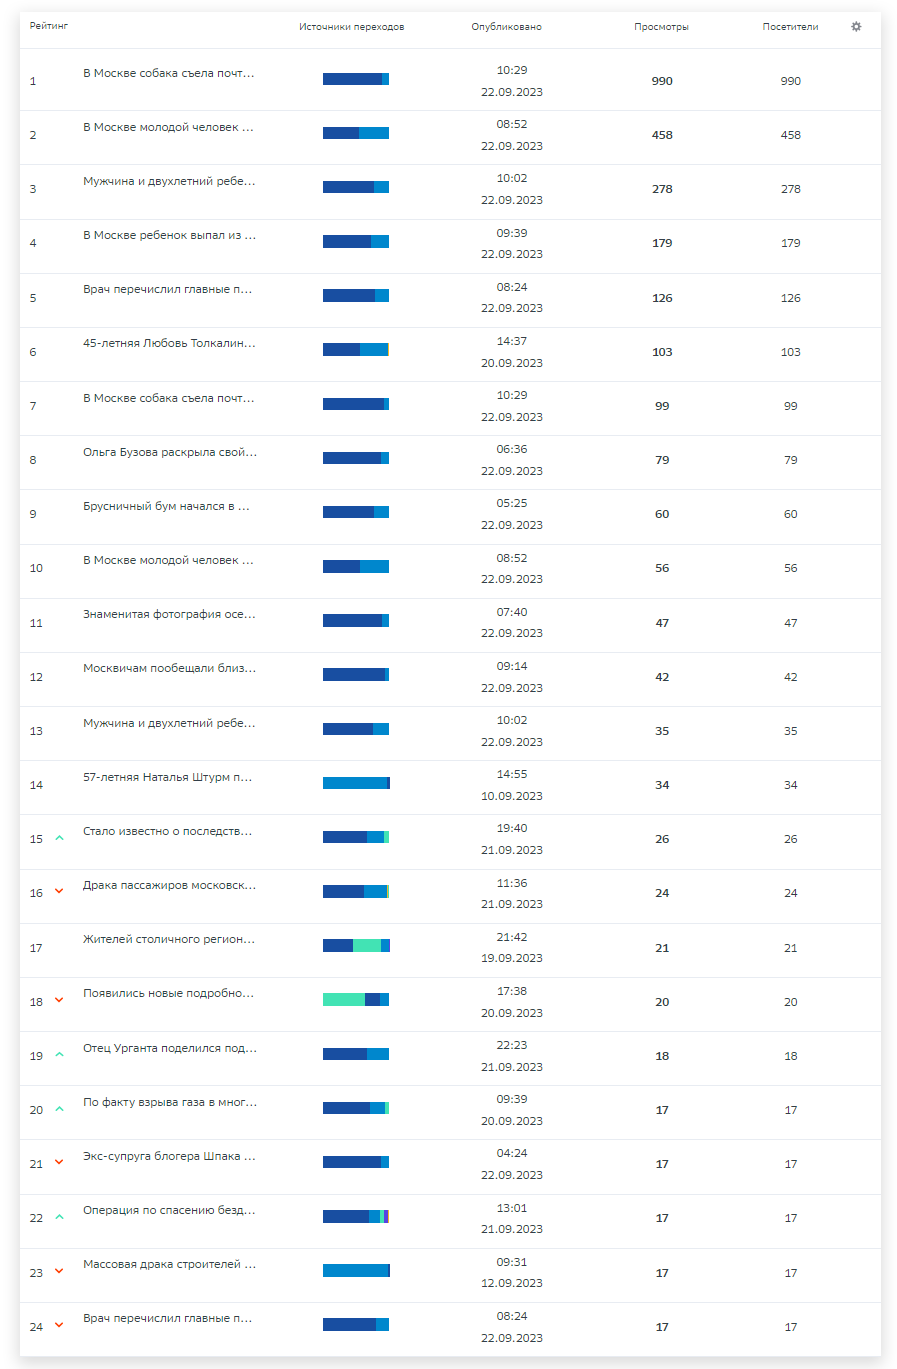 Рейтинг Источники переходов Опубликовано Просмотры Посетители
1 В Москве собака съела почт... 10:29 22.09.2023 990 990
2 В Москве молодой человек ... 08:52 22.09.2023 458 458
3 Мужчина и двухлетний ребе... 10:02 22.09.2023 278 278
4 В Москве ребенок выпал из ... 09:39 22.09.2023 179 179
5 Врач перечислил главные п... 08:24 22.09.2023 126 126
6 45-летняя Любовь Толкалин... 14:37 20.09.2023 103 103
7 В Москве собака съела почт... 10:29 22.09.2023 99 99
8 Ольга Бузова раскрыла свой... 06:36 22.09.2023 79 79
9 Брусничный бум начался в ... 05:25 22.09.2023 60 60
10 В Москве молодой человек ... 08:52 22.09.2023 56 56
11 Знаменитая фотография осе... 07:40 22.09.2023 47 47
12 Москвичам пообещали близ... 09:14 22.09.2023 42 42
13 Мужчина и двухлетний ребе... 10:02 22.09.2023 35 35
14 57-летняя Наталья Штурм п... 14:55 10.09.2023 34 34
15 Стало известно о последств... 19:40 21.09.2023 26 26
16 Драка пассажиров московск... 11:36 21.09.2023 24 24
17 Жителей столичного регион... 21:42 19.09.2023 21 21
18 Появились новые подробно... 17:38 20.09.2023 20 20
19 Отец Урганта поделился под... 22:23 21.09.2023 18 18
20 По факту взрыва газа в мног... 09:39 20.09.2023 17 17
21 Экс-супруга блогера Шпака ... 04:24 22.09.2023 17 17
22 Операция по спасению безд... 13:01 21.09.2023 17 17
23 Массовая драка строителей ... 09:31 12.09.2023 17 17
24 Врач перечислил главные п... 08:24 22.09.2023 17 17